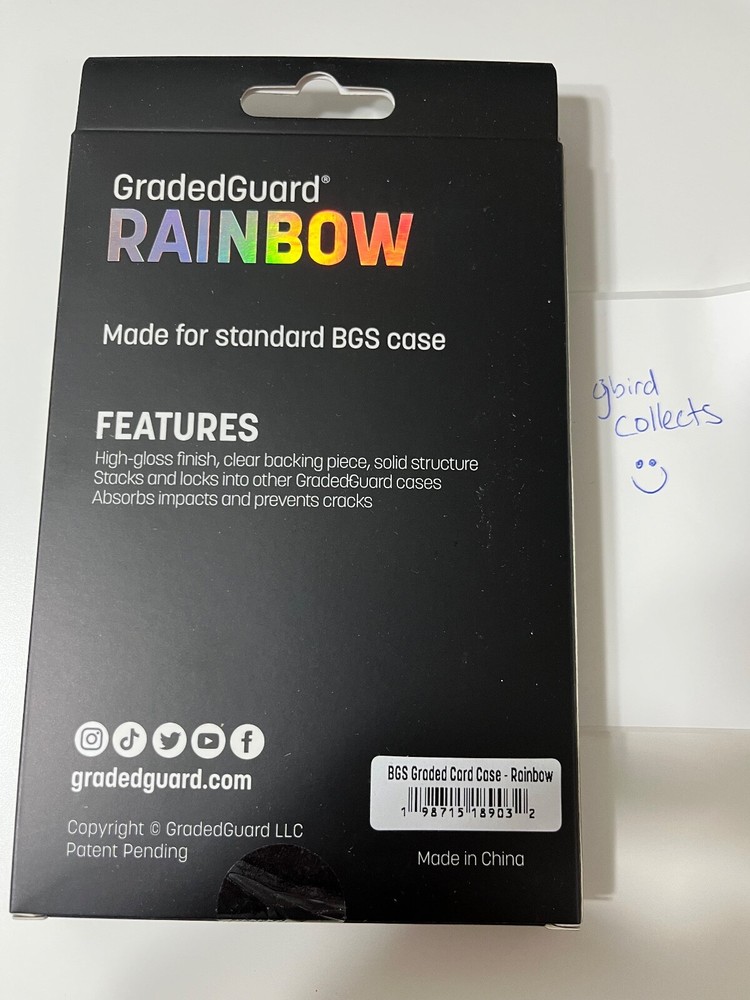 GradedGuard®
RAINBOW
Made for standard BGS case
FEATURES
High-gloss finish, clear backing piece, solid structure
Stacks and locks into other GradedGuard cases
Absorbs impacts and prevents cracks
gradedguard.com
Copyright © GradedGuard LLC
Patent Pending
BGS Graded Card Case - Rainbow
1 98715 18903 2
Made in China
gbird
collects